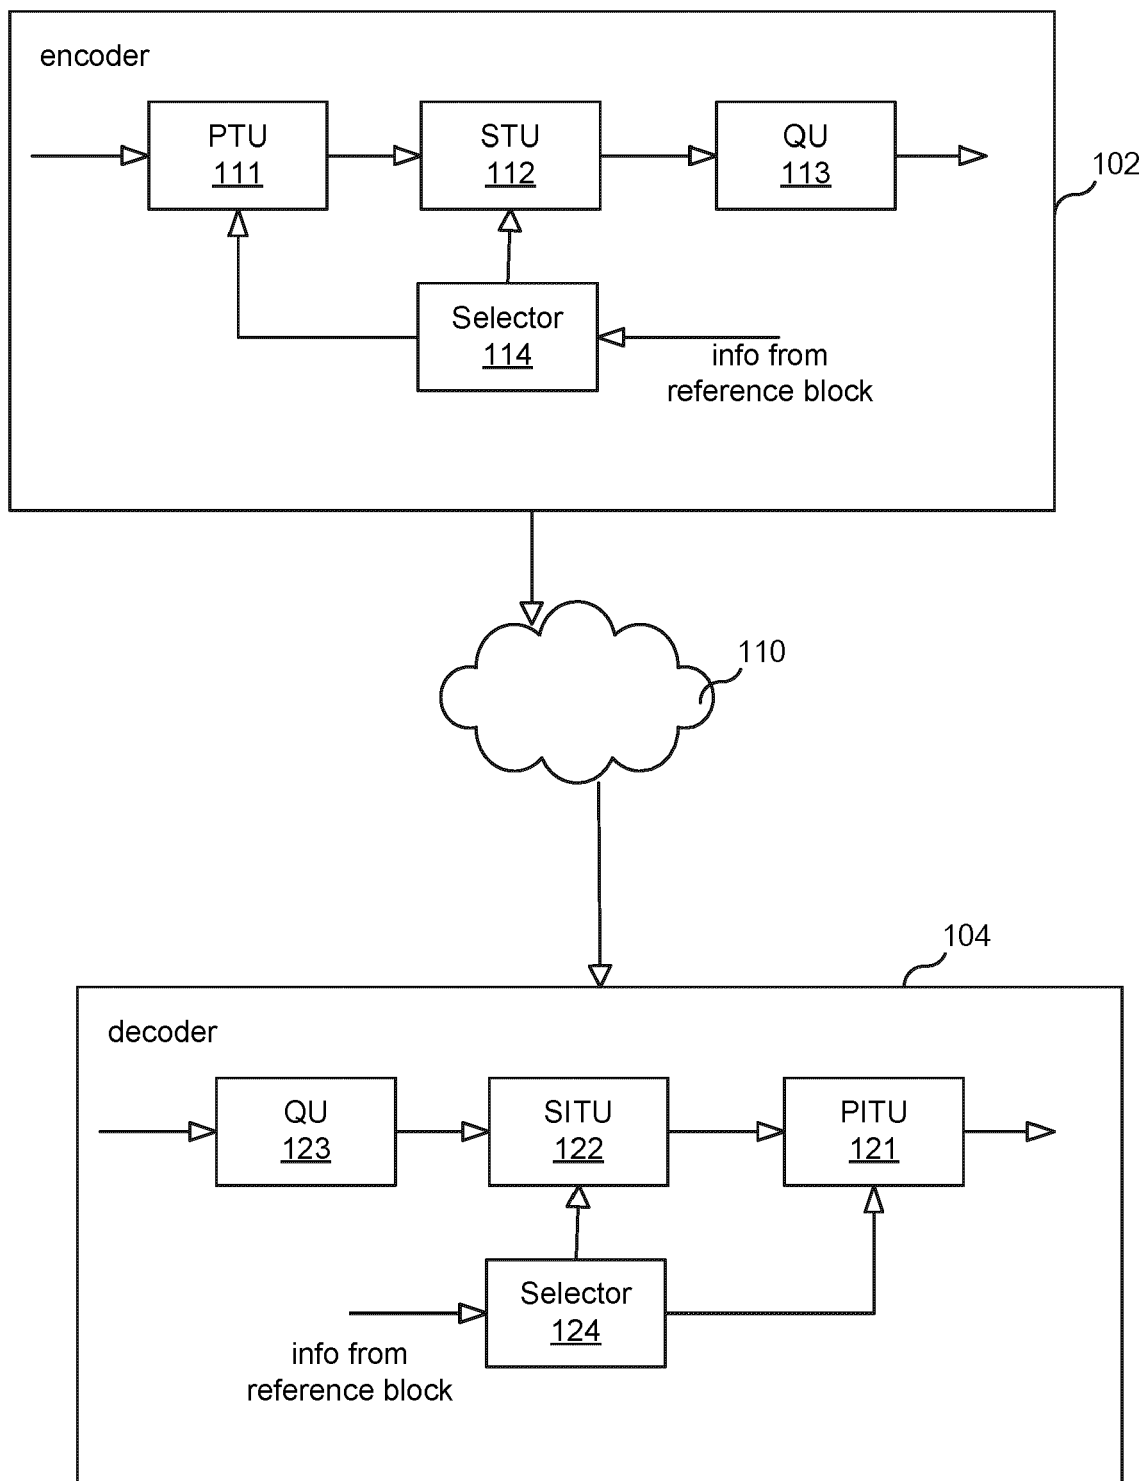 encoder
PTU
111
STU
112
QU
113
102
Selector
114
info from
reference block
110
104
decoder
QU
123
SITU
122
PITU
121
Selector
124
info from
reference block